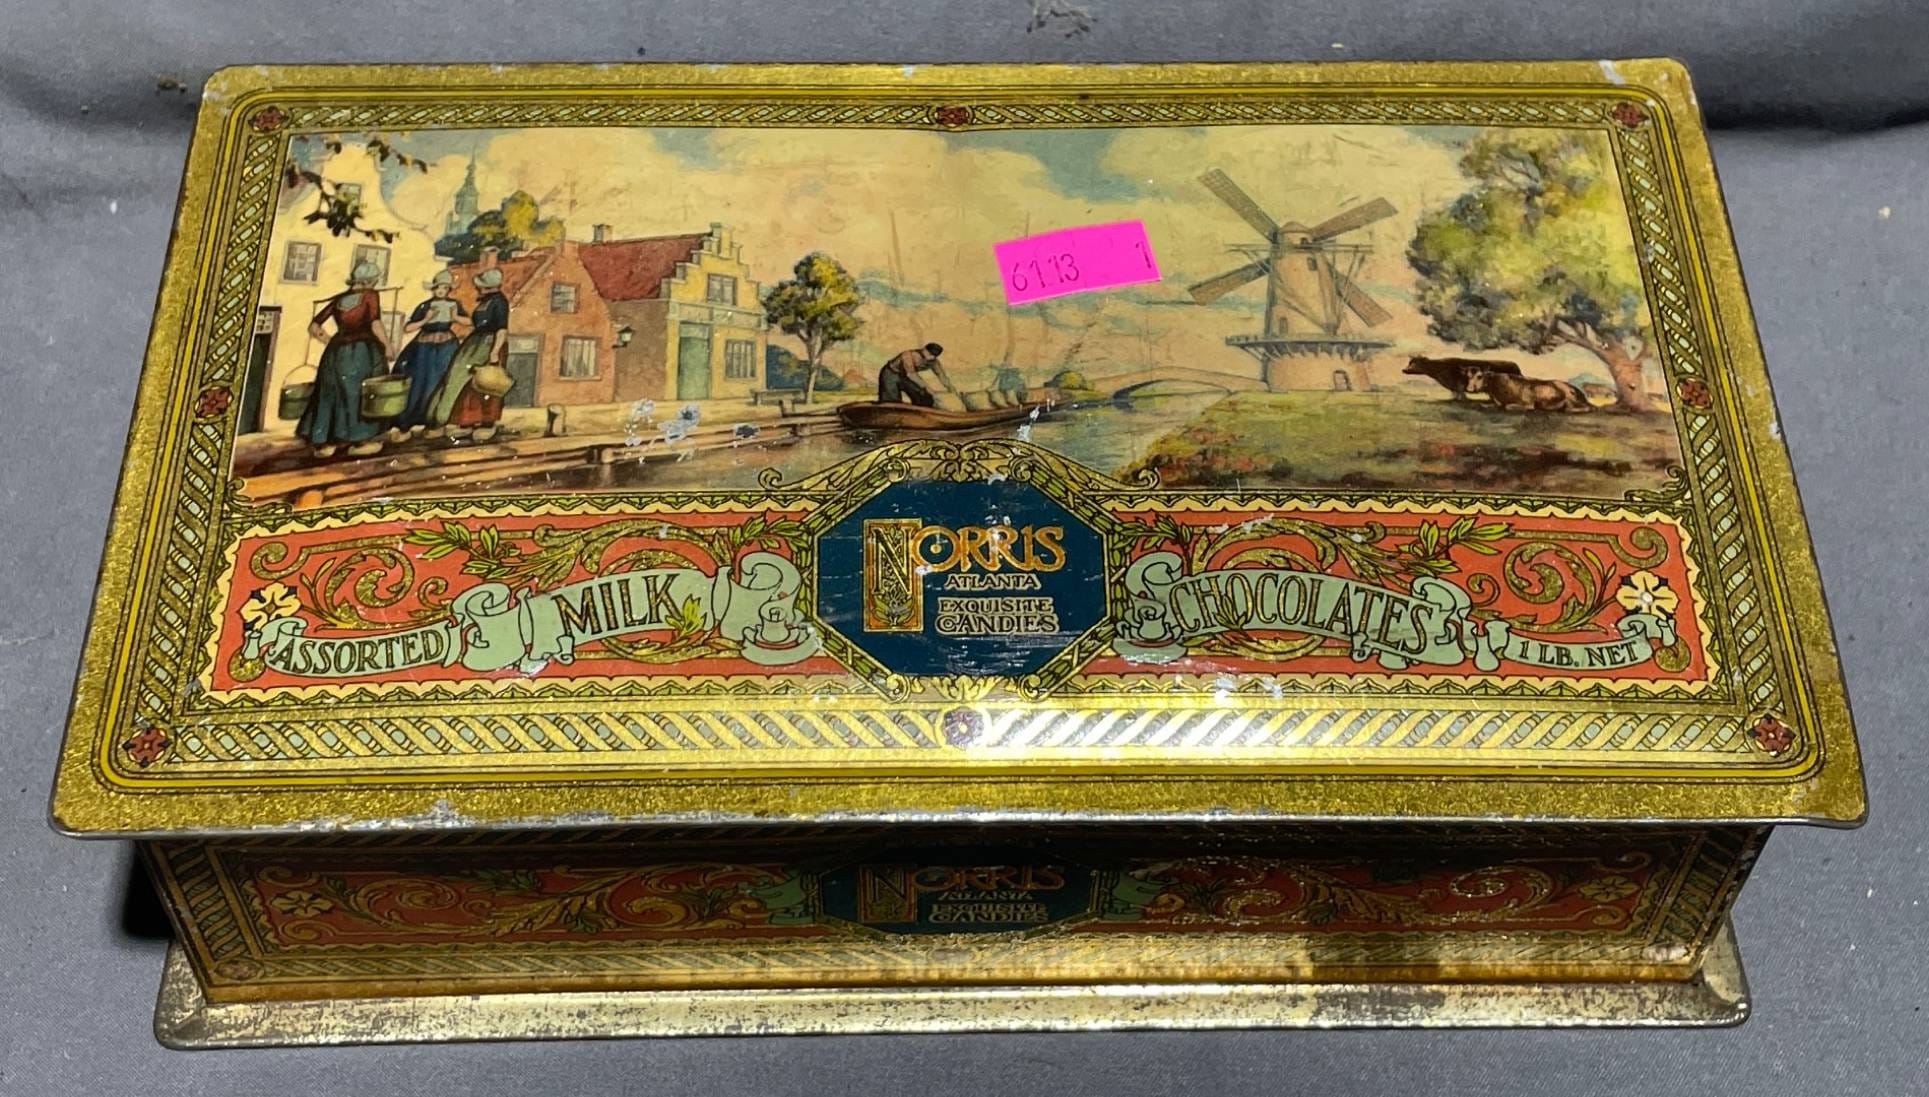 6113 1
NORRIS
ATLANTA
EXQUISITE
CANDIES
ASSORTED MILK CHOCOLATES 1 LB. NET
NORRIS
ATLANTA
EXQUISITE
CANDIES